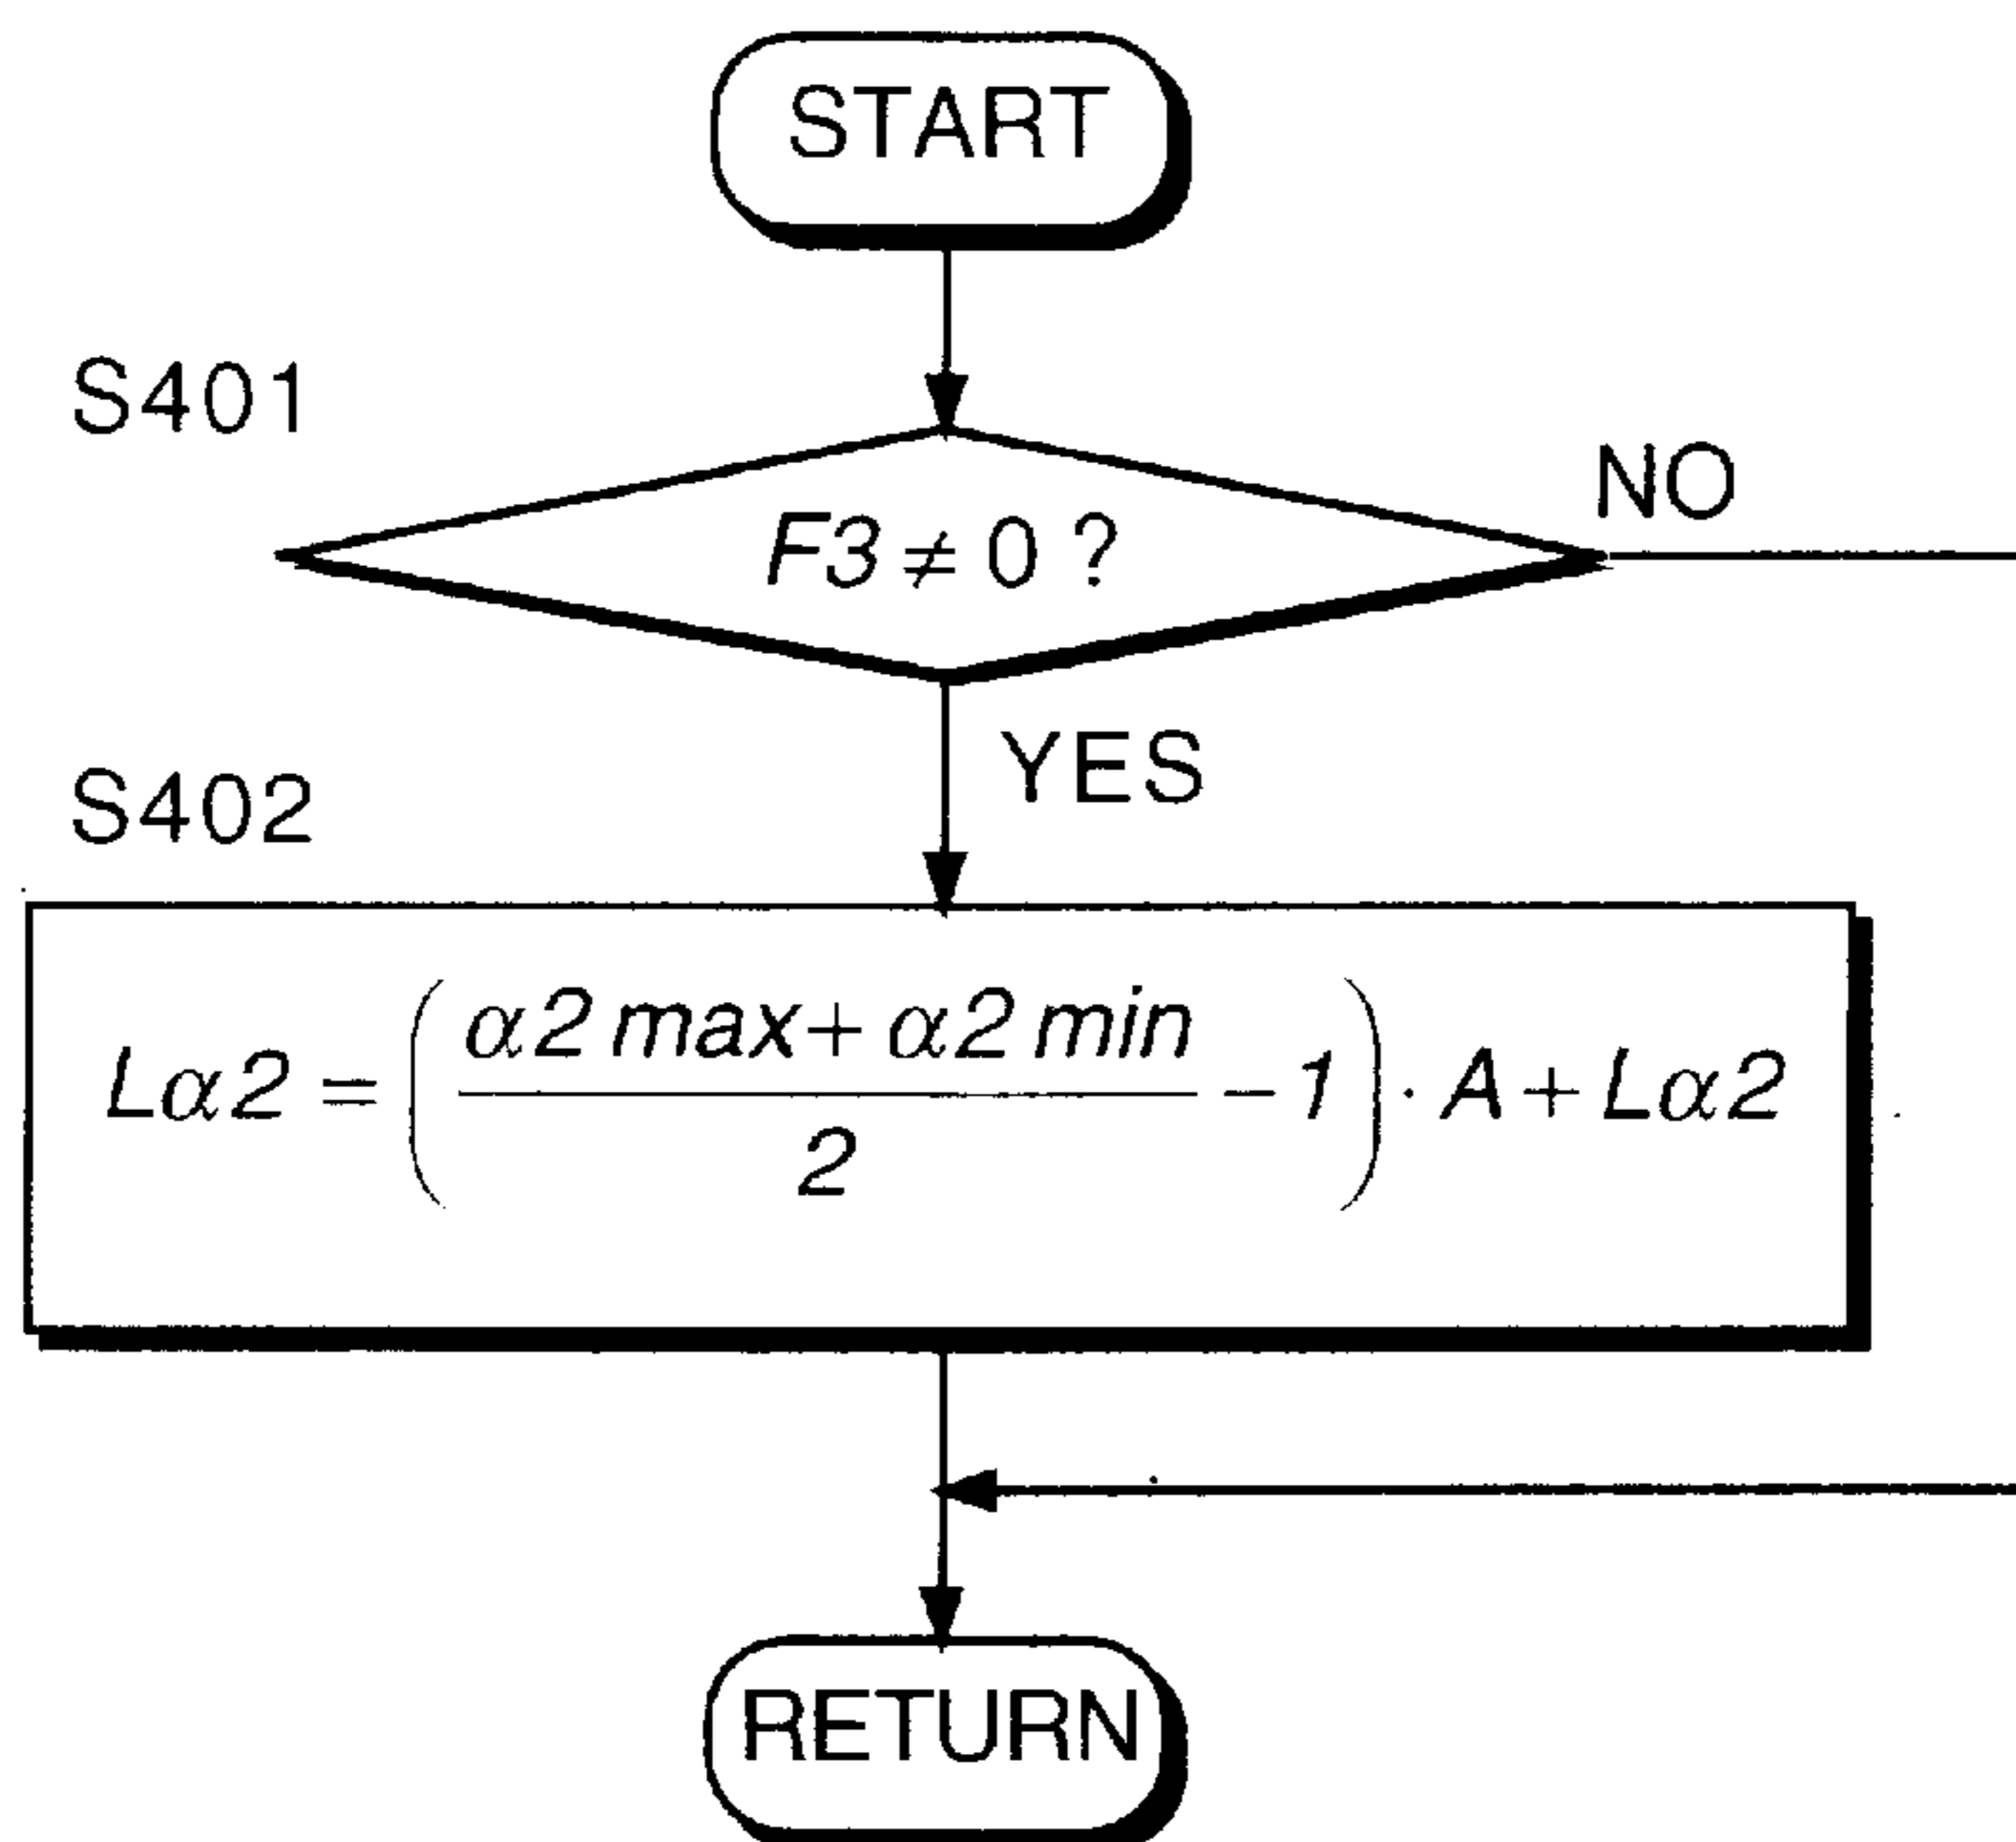 START
S401
F3 ≠ 0 ?
NO
YES
S402
Lα2 = ( (α2 max + α2 min) / 2 − 1 ) · A + Lα2
RETURN